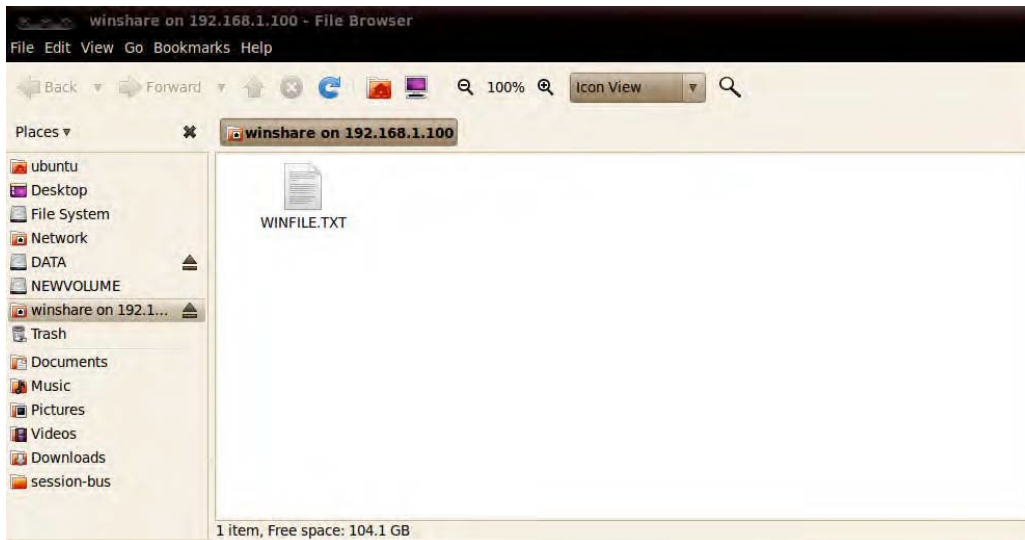 winshare on 192.168.1.100 - File Browser
File Edit View Go Bookmarks Help
Back Forward 100% Icon View
Places winshare on 192.168.1.100
ubuntu
Desktop
File System
Network
DATA
NEWVOLUME
winshare on 192.1...
Trash
Documents
Music
Pictures
Videos
Downloads
session-bus
WINFILE.TXT
1 item, Free space: 104.1 GB